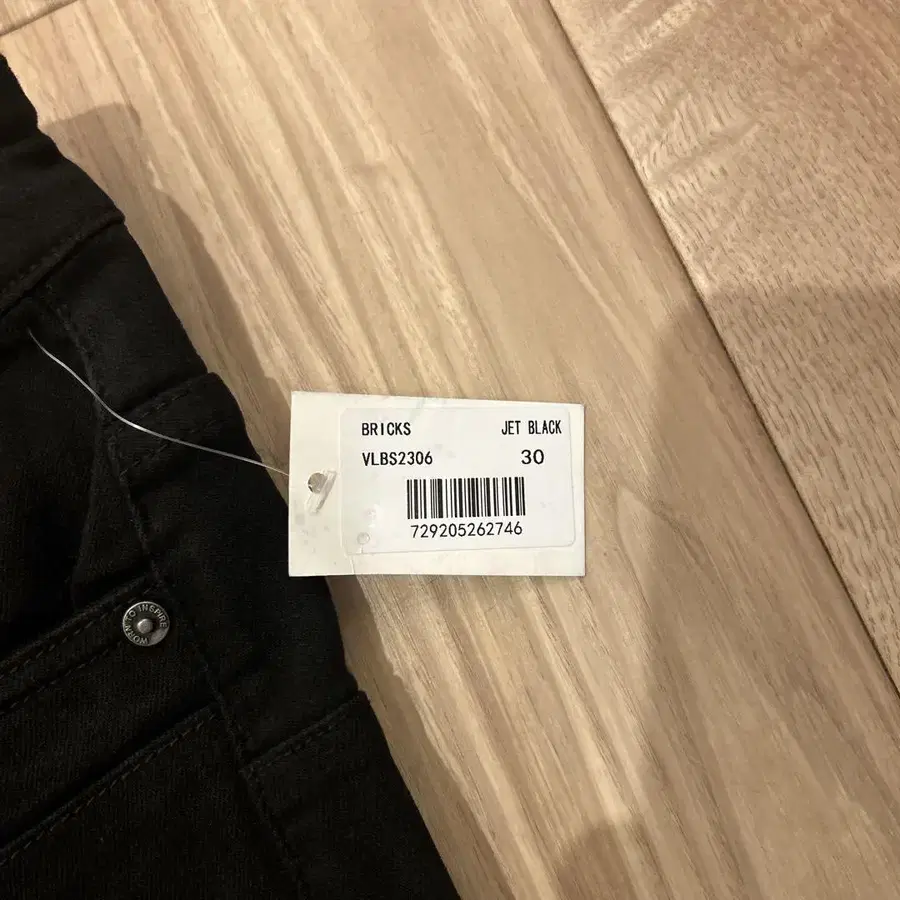 BRICKS JET BLACK
VLBS2306 30
729205262746
WORN TO INSPIRE